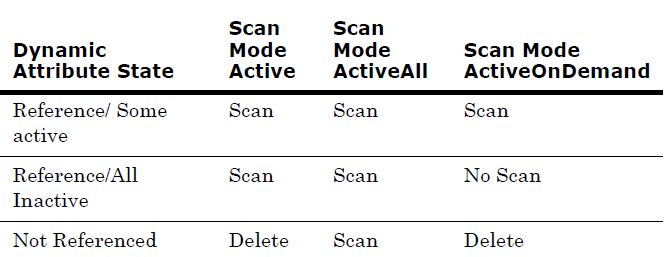 Dynamic Attribute State	Scan Mode Active	Scan Mode ActiveAll	Scan Mode ActiveOnDemand
Reference/ Some active	Scan	Scan	Scan
Reference/All Inactive	Scan	Scan	No Scan
Not Referenced	Delete	Scan	Delete